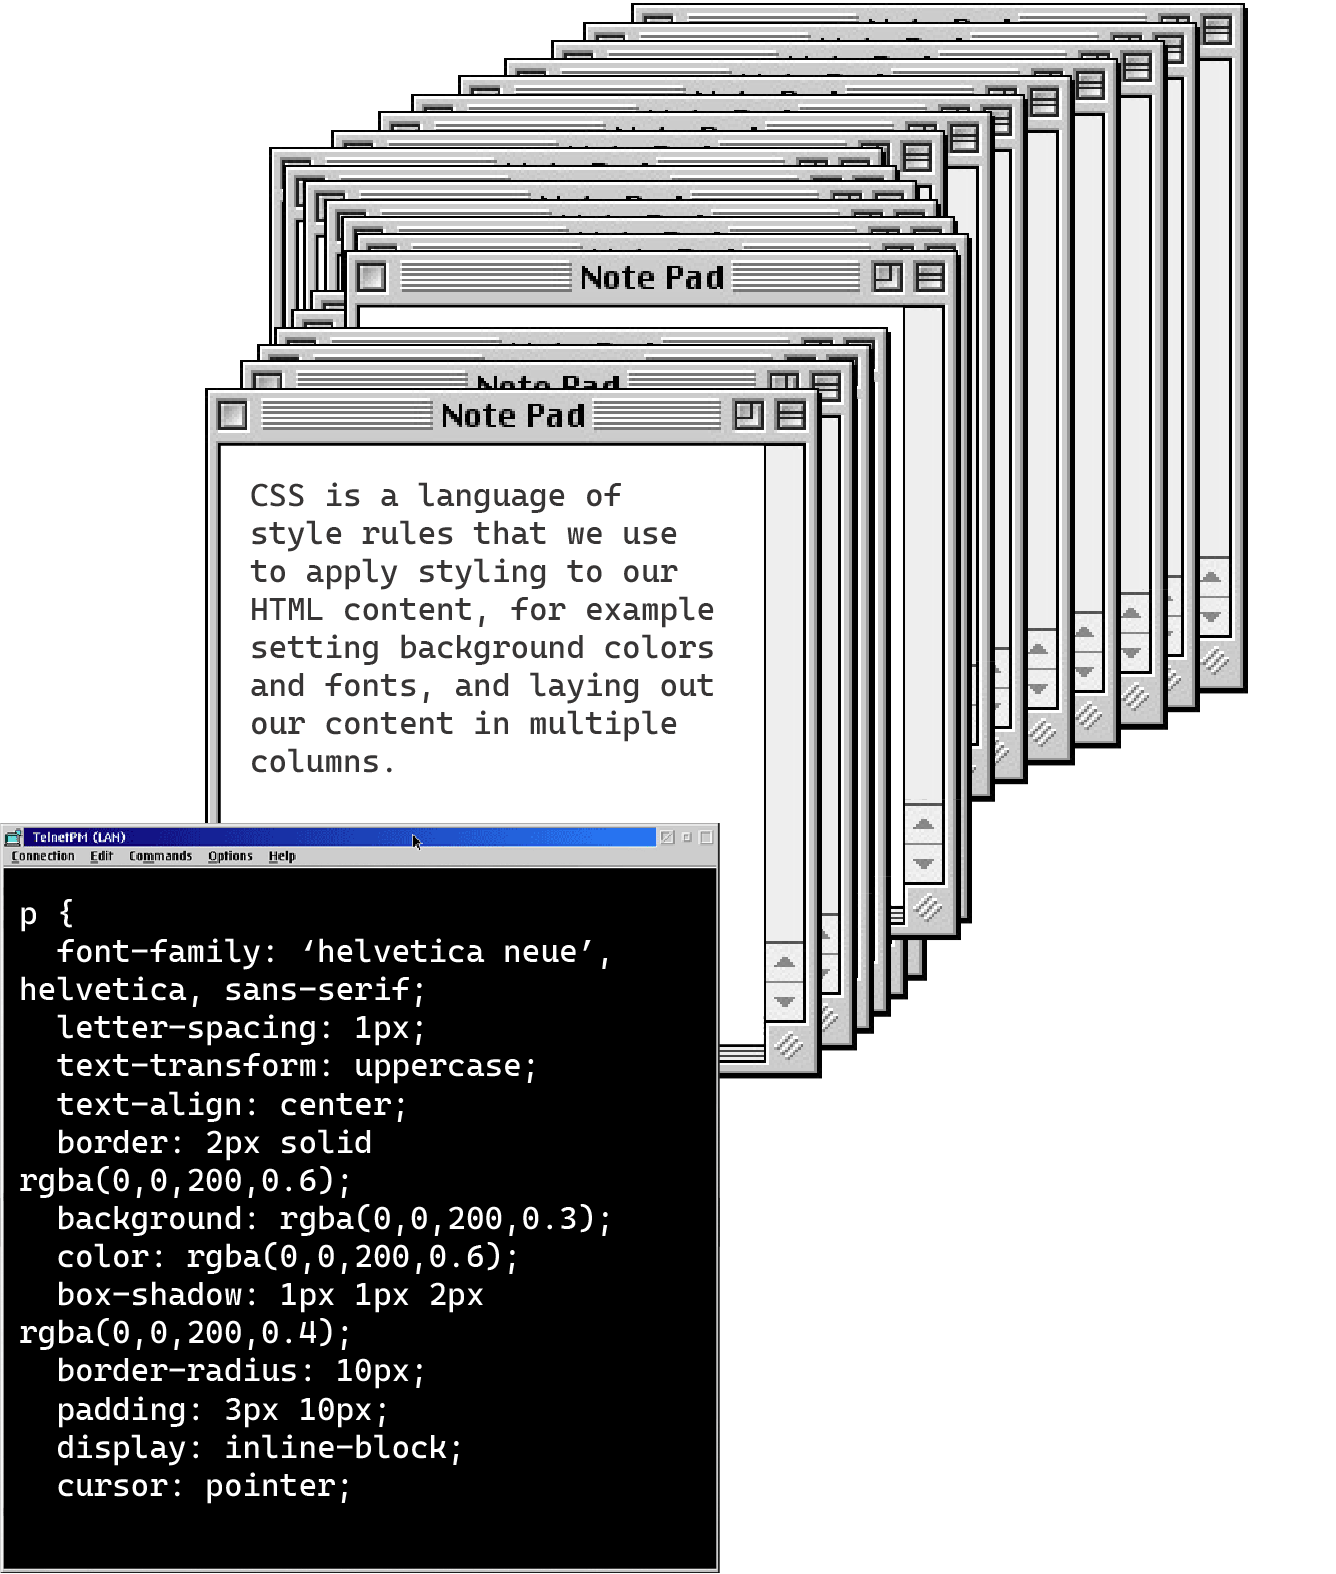 Note Pad
Note Pad
Note Pad
CSS is a language of
style rules that we use
to apply styling to our
HTML content, for example
setting background colors
and fonts, and laying out
our content in multiple
columns.
TelnetPM (LAN)
Connection Edit Commands Options Help
p {
  font-family: ‘helvetica neue’,
helvetica, sans-serif;
  letter-spacing: 1px;
  text-transform: uppercase;
  text-align: center;
  border: 2px solid
rgba(0,0,200,0.6);
  background: rgba(0,0,200,0.3);
  color: rgba(0,0,200,0.6);
  box-shadow: 1px 1px 2px
rgba(0,0,200,0.4);
  border-radius: 10px;
  padding: 3px 10px;
  display: inline-block;
  cursor: pointer;